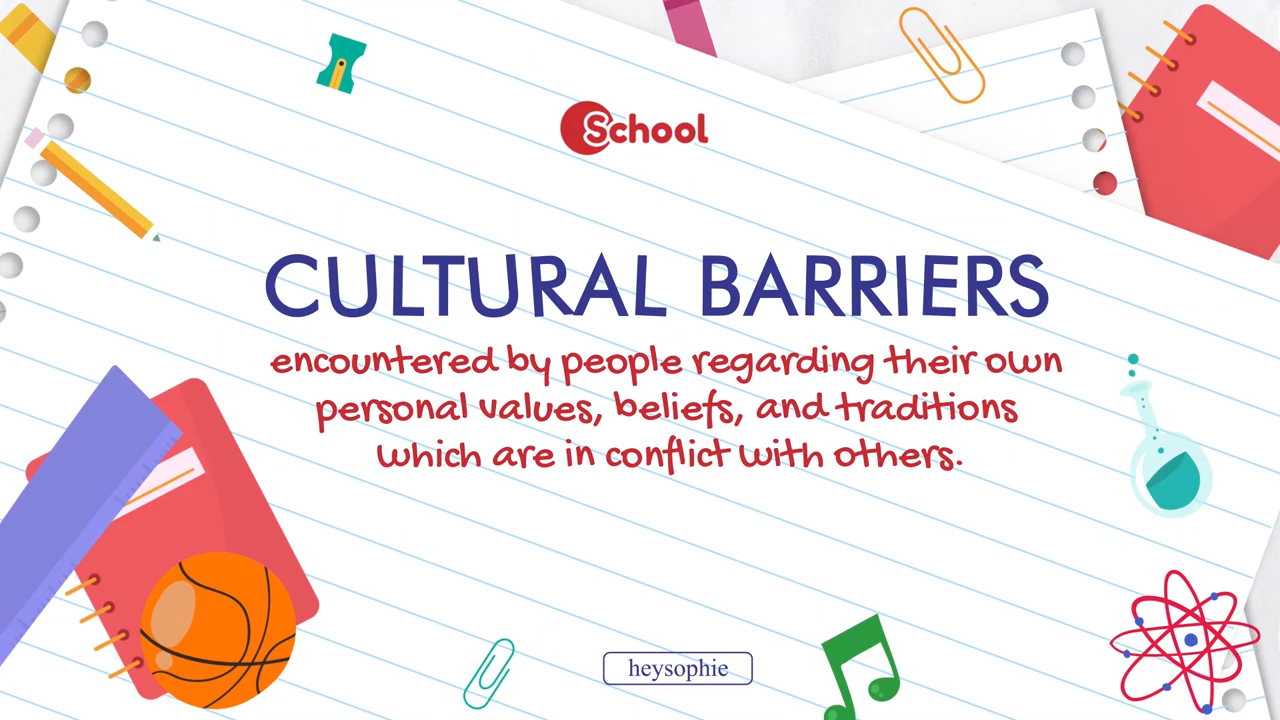 School
CULTURAL BARRIERS
encountered by people regarding their own
personal values, beliefs, and traditions
which are in conflict with others.
heysophie